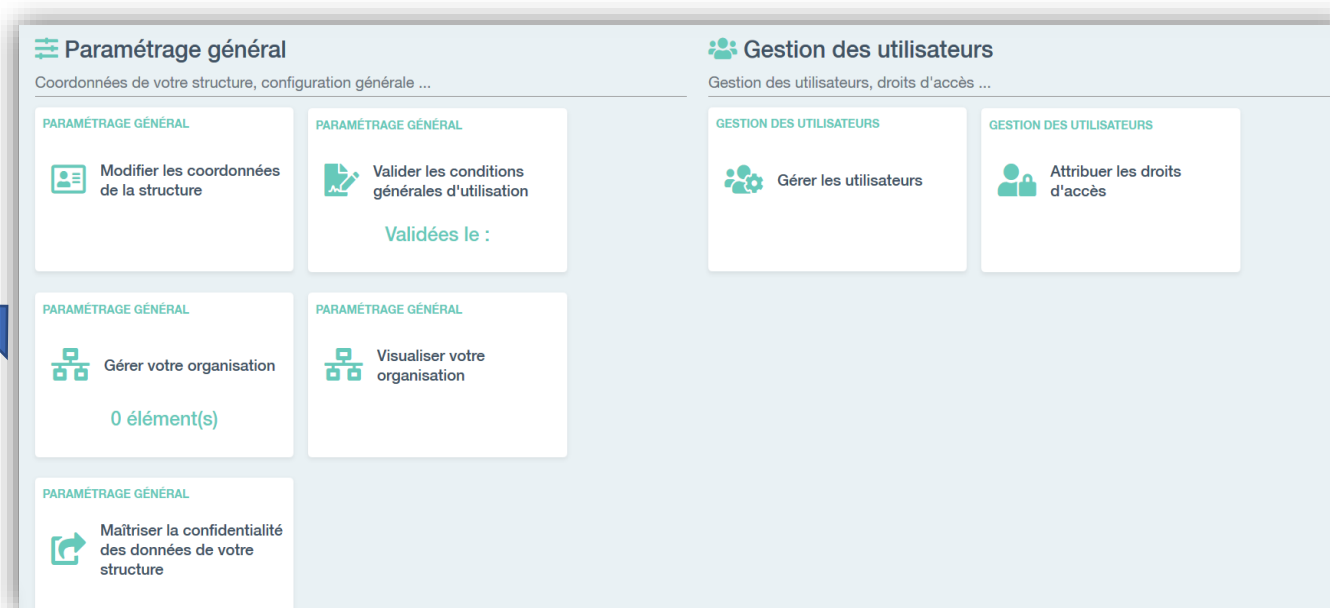 Paramétrage général
Coordonnées de votre structure, configuration générale ...
PARAMÉTRAGE GÉNÉRAL
Modifier les coordonnées
de la structure
PARAMÉTRAGE GÉNÉRAL
Valider les conditions
générales d'utilisation
Validées le :
PARAMÉTRAGE GÉNÉRAL
Gérer votre organisation
0 élément(s)
PARAMÉTRAGE GÉNÉRAL
Visualiser votre
organisation
PARAMÉTRAGE GÉNÉRAL
Maîtriser la confidentialité
des données de votre
structure
Gestion des utilisateurs
Gestion des utilisateurs, droits d'accès ...
GESTION DES UTILISATEURS
Gérer les utilisateurs
GESTION DES UTILISATEURS
Attribuer les droits
d'accès